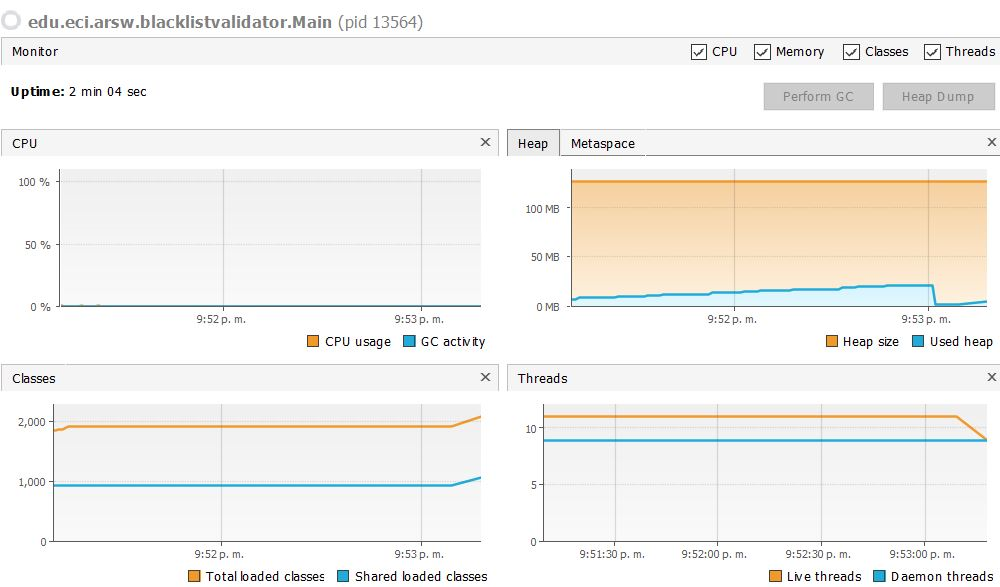 edu.eci.arsw.blacklistvalidator.Main (pid 13564)
Monitor
CPU Memory Classes Threads
Uptime: 2 min 04 sec
Perform GC Heap Dump
CPU
100 %
50 %
0 %
9:52 p. m. 9:53 p. m.
CPU usage GC activity
Heap Metaspace
100 MB
50 MB
0 MB
9:52 p. m. 9:53 p. m.
Heap size Used heap
Classes
2,000
1,000
0
9:52 p. m. 9:53 p. m.
Total loaded classes Shared loaded classes
Threads
10
5
0
9:51:30 p. m. 9:52:00 p. m. 9:52:30 p. m. 9:53:00 p. m.
Live threads Daemon threads